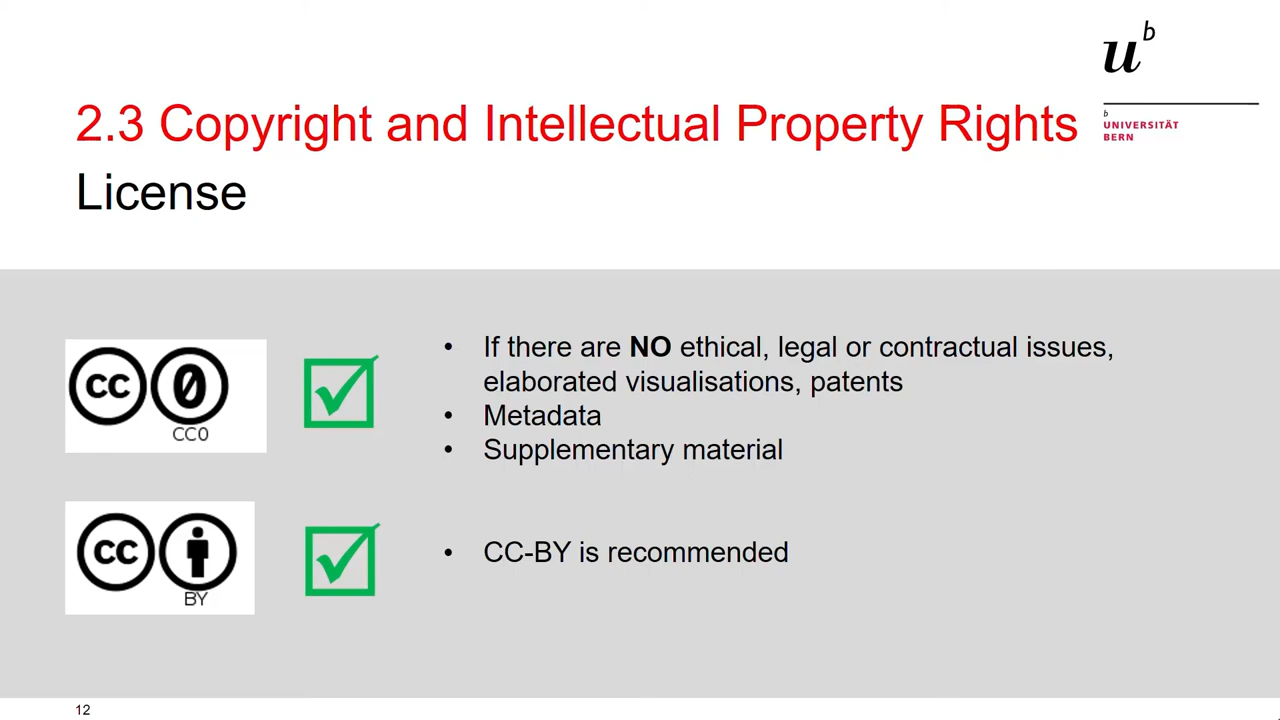 u b
2.3 Copyright and Intellectual Property Rights
b
UNIVERSITÄT
BERN
License
• If there are NO ethical, legal or contractual issues,
elaborated visualisations, patents
• Metadata
• Supplementary material
cc 0
CC0
• CC-BY is recommended
cc
BY
12